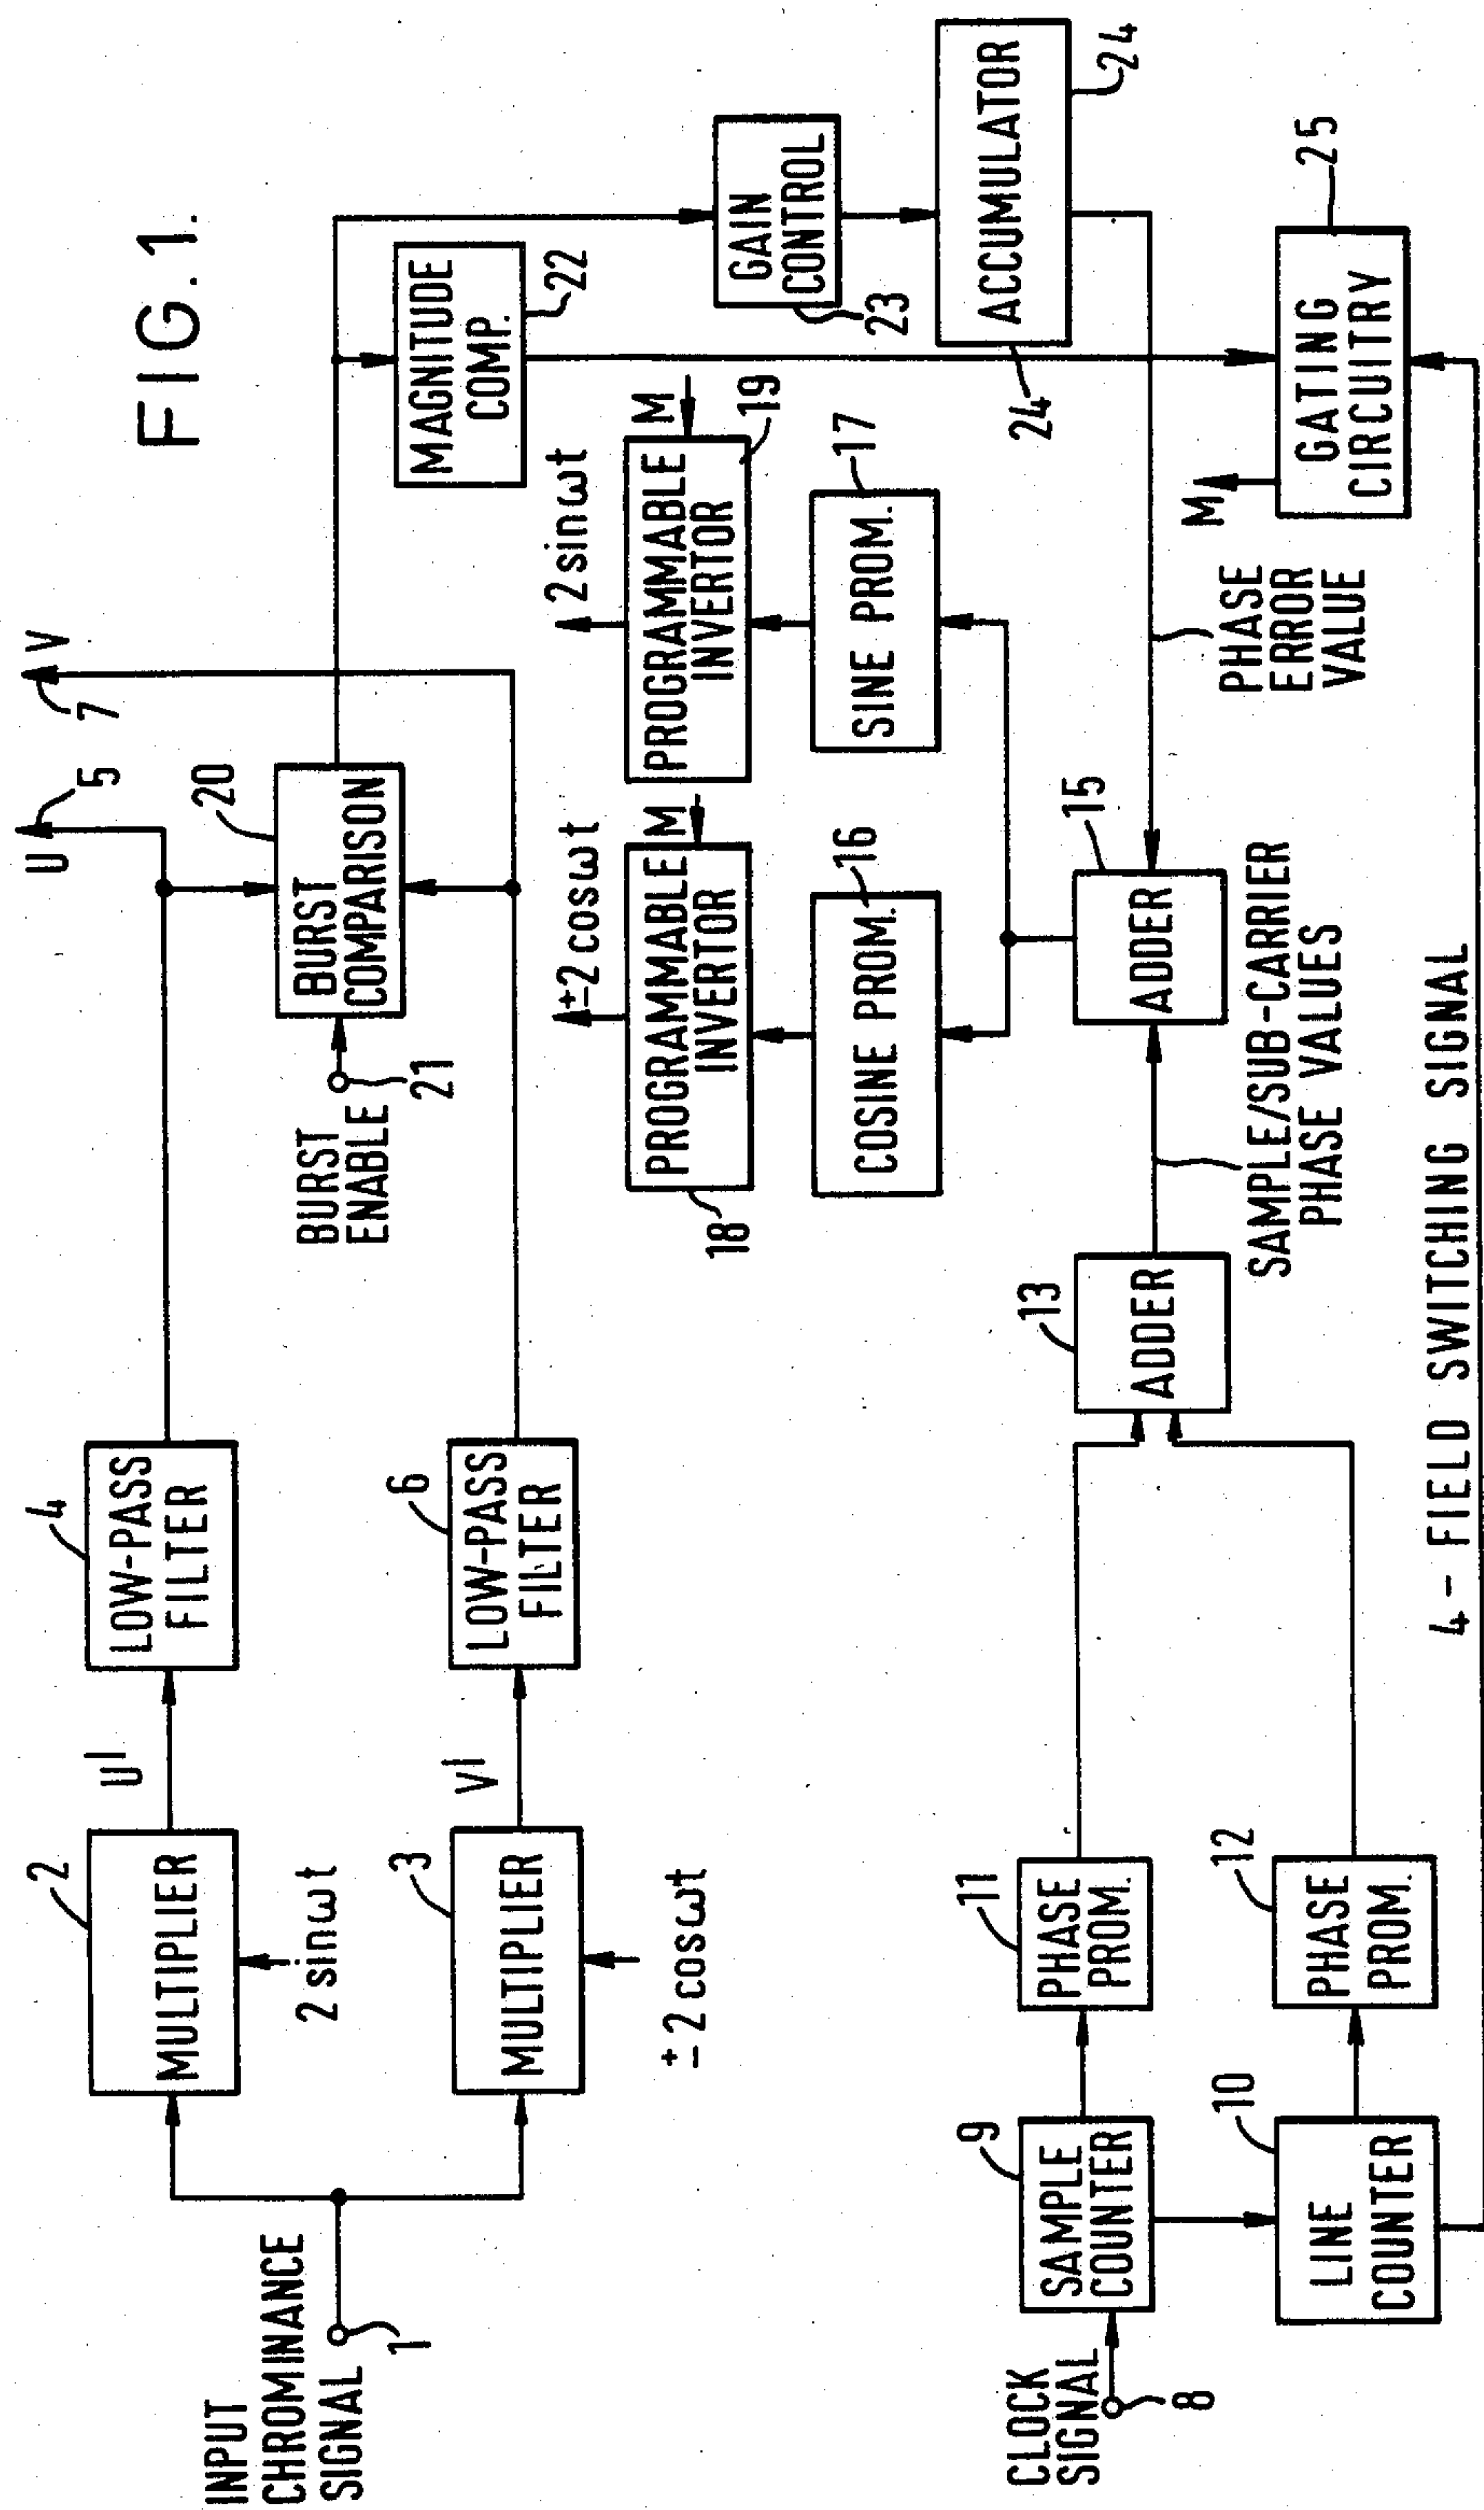 FIG.1.
INPUT
CHROMINANCE
SIGNAL
1
2
MULTIPLIER
2 sinωt
U'
4
LOW-PASS
FILTER
U
5
3
MULTIPLIER
±2 cosωt
V'
6
LOW-PASS
FILTER
V
7
BURST
ENABLE
21
20
BURST
COMPARISON
MAGNITUDE
COMP.
22
±2 cosωt
PROGRAMMABLE
INVERTOR
18
M
2 sinωt
PROGRAMMABLE
INVERTOR
19
M
GAIN
CONTROL
23
COSINE PROM.
16
SINE PROM.
17
ACCUMULATOR
24
24
CLOCK
SIGNAL
8
9
SAMPLE
COUNTER
11
PHASE
PROM.
10
LINE
COUNTER
12
PHASE
PROM.
13
ADDER
SAMPLE/SUB-CARRIER
PHASE VALUES
15
ADDER
PHASE
ERROR
VALUE
M
GATING
CIRCUITRY
25
4 - FIELD SWITCHING SIGNAL